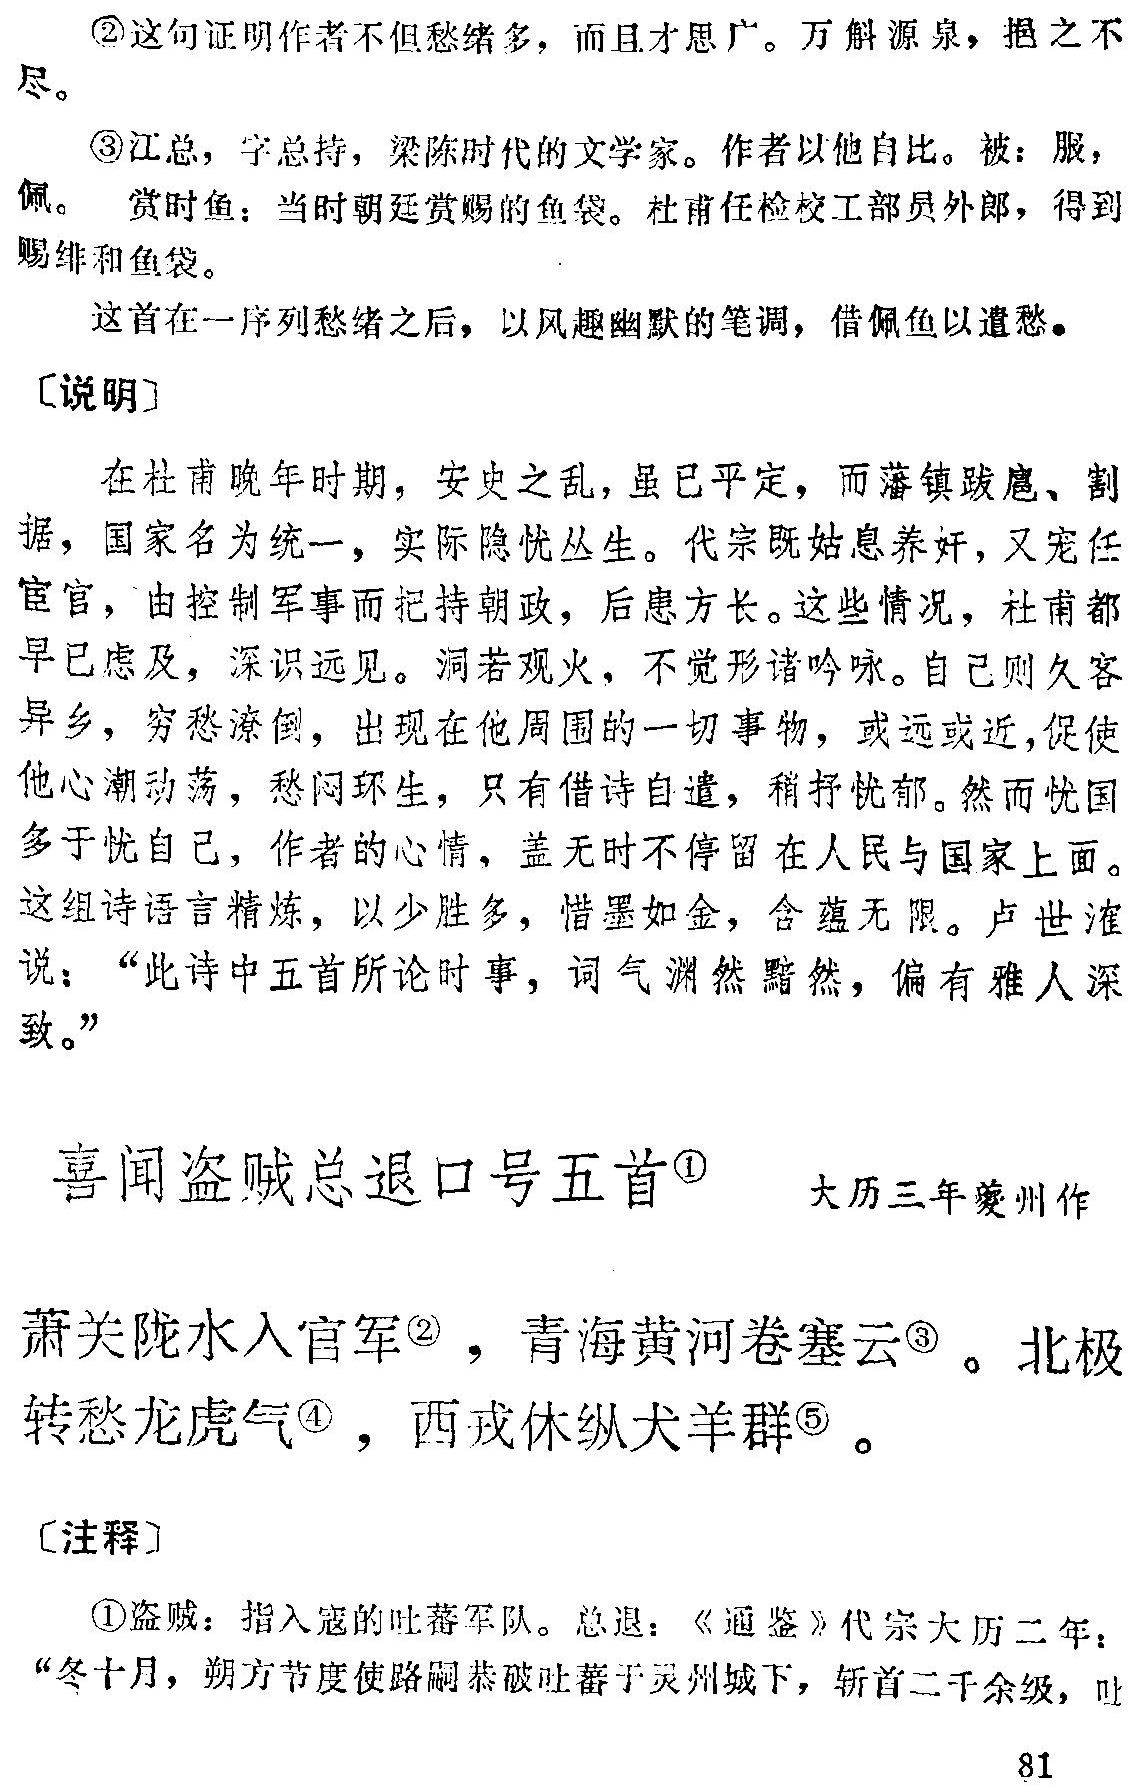 ②这句证明作者不但愁绪多，而且才思广。万斛源泉，挹之不
尽。
③江总，字总持，梁陈时代的文学家。作者以他自比。被：服，
佩。　赏时鱼：当时朝廷赏赐的鱼袋。杜甫任检校工部员外郎，得到
赐绯和鱼袋。
这首在一序列愁绪之后，以风趣幽默的笔调，借佩鱼以遣愁。
〔说明〕
在杜甫晚年时期，安史之乱，虽已平定，而藩镇跋扈、割
据，国家名为统一，实际隐忧丛生。代宗既姑息养奸，又宠任
宦官，由控制军事而把持朝政，后患方长。这些情况，杜甫都
早已虑及，深识远见。洞若观火，不觉形诸吟咏。自己则久客
异乡，穷愁潦倒，出现在他周围的一切事物，或远或近，促使
他心潮动荡，愁闷环生，只有借诗自遣，稍抒忧郁。然而忧国
多于忧自己，作者的心情，盖无时不停留在人民与国家上面。
这组诗语言精炼，以少胜多，惜墨如金，含蕴无限。卢世㴶
说：“此诗中五首所论时事，词气渊然黯然，偏有雅人深
致。”
喜闻盗贼总退口号五首①　大历三年夔州作
萧关陇水入官军②，青海黄河卷塞云③。北极
转愁龙虎气④，西戎休纵犬羊群⑤。
〔注释〕
①盗贼：指入寇的吐蕃军队。总退：《通鉴》代宗大历二年：
“冬十月，朔方节度使路嗣恭破吐蕃于灵州城下，斩首二千余级，吐
81